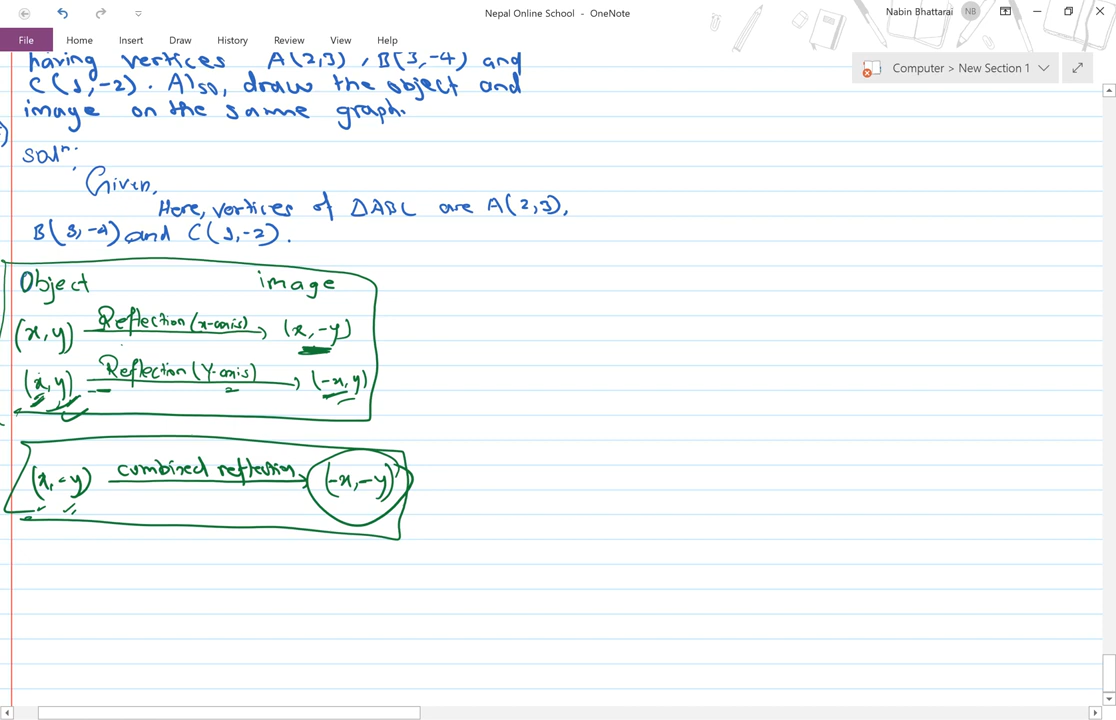 Nepal Online School - OneNote
Nabin Bhattarai NB
File Home Insert Draw History Review View Help
Computer > New Section 1
having vertices A(2,3), B(3,-4) and
C(1,-2). Also, draw the object and
image on the same graph.
Solⁿ:
Given,
Here, vertices of ΔABC are A(2,3),
B(3,-4) and C(1,-2).
Object image
(x,y) Reflection (x-axis) (x,-y)
(x,y) Reflection (Y-axis) (-x,y)
(x,-y) combined reflection (-x,-y)